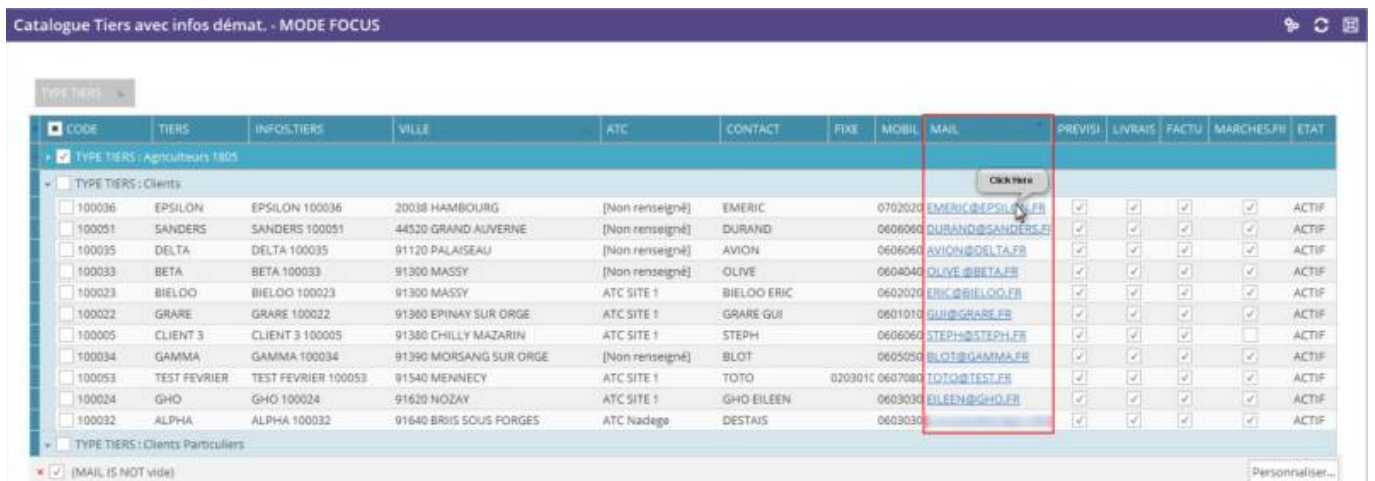 Catalogue Tiers avec infos démat. - MODE FOCUS
TYPE TIERS
CODE TIERS INFOS.TIERS VILLE ATC CONTACT FIXE MOBIL MAIL PREVISI LIVRAIS FACTU MARCHES.FII ETAT
TYPE TIERS : Agriculteurs 1805
TYPE TIERS : Clients
Click Here
100036 EPSILON EPSILON 100036 20038 HAMBOURG [Non renseigné] EMERIC 0702020 EMERIC@EPSILON.FR ACTIF
100051 SANDERS SANDERS 100051 44520 GRAND AUVERNE [Non renseigné] DURAND 0606060 DURAND@SANDERS.FI ACTIF
100035 DELTA DELTA 100035 91120 PALAISEAU [Non renseigné] AVION 0606060 AVION@DELTA.FR ACTIF
100033 BETA BETA 100033 91300 MASSY [Non renseigné] OLIVE 0604040 OLIVE @BETA.FR ACTIF
100023 BIELOO BIELOO 100023 91300 MASSY ATC SITE 1 BIELOO ERIC 0602020 ERIC@BIELOO.FR ACTIF
100022 GRARE GRARE 100022 91360 EPINAY SUR ORGE ATC SITE 1 GRARE GUI 0601010 GUI@GRARE.FR ACTIF
100005 CLIENT 3 CLIENT 3 100005 91380 CHILLY MAZARIN ATC SITE 1 STEPH 0606060 STEPH@STEPH.FR ACTIF
100034 GAMMA GAMMA 100034 91390 MORSANG SUR ORGE [Non renseigné] BLOT 0605050 BLOT@GAMMA.FR ACTIF
100053 TEST FEVRIER TEST FEVRIER 100053 91540 MENNECY ATC SITE 1 TOTO 020301C 0607080 TOTO@TEST.FR ACTIF
100024 GHO GHO 100024 91620 NOZAY ATC SITE 1 GHO EILEEN 0603030 EILEEN@GHO.FR ACTIF
100032 ALPHA ALPHA 100032 91640 BRIIS SOUS FORGES ATC Nadege DESTAIS 0603030 ACTIF
TYPE TIERS : Clients Particuliers
(MAIL IS NOT vide) Personnaliser...